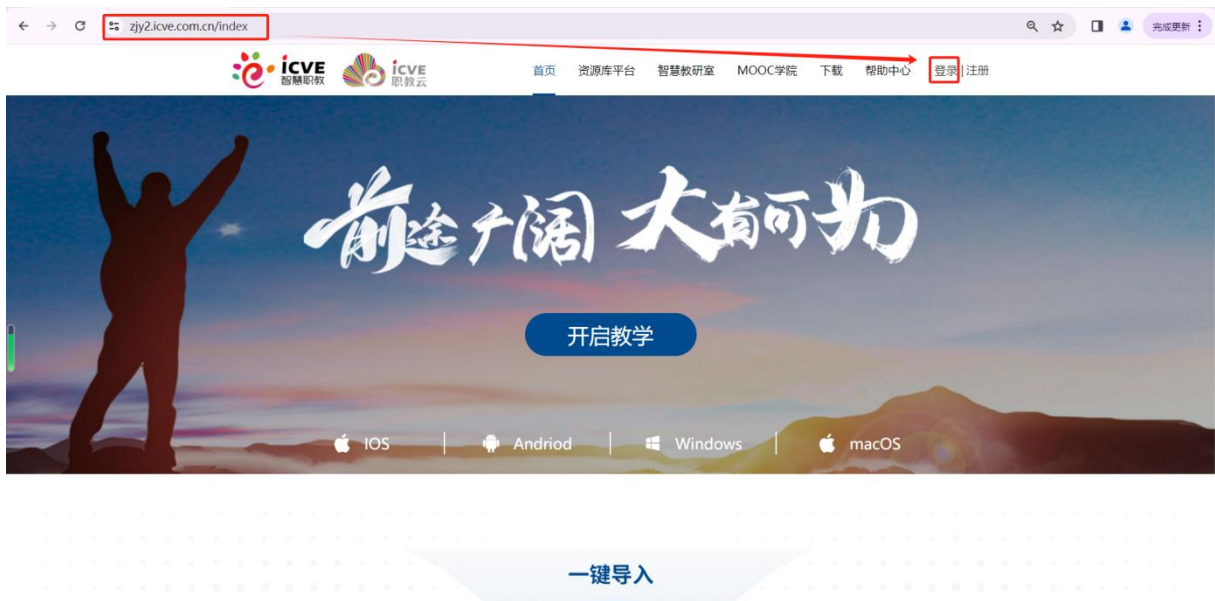 zjy2.icve.com.cn/index
完成更新
icve 智慧职教
icve 职教云
首页 资源库平台 智慧教研室 MOOC学院 下载 帮助中心 登录|注册
前途广阔 大有可为
开启教学
IOS | Andriod | Windows | macOS
一键导入